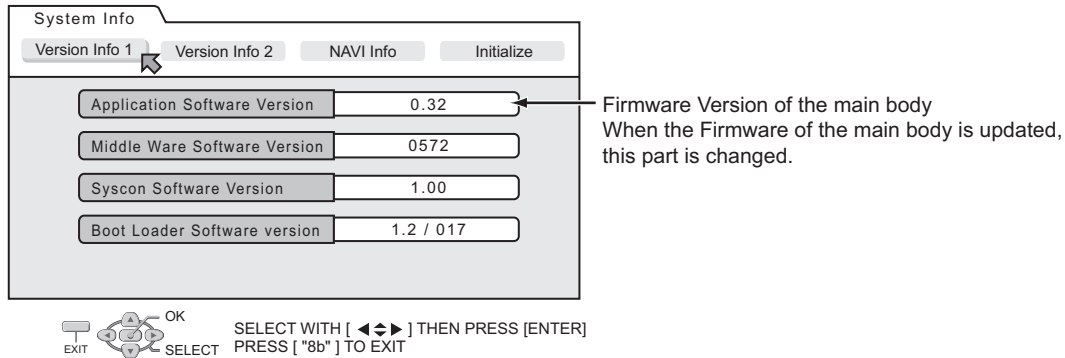 System Info
Version Info 1 Version Info 2 NAVI Info Initialize
Application Software Version 0.32
Middle Ware Software Version 0572
Syscon Software Version 1.00
Boot Loader Software version 1.2 / 017
Firmware Version of the main body
When the Firmware of the main body is updated,
this part is changed.
OK
EXIT
SELECT
SELECT WITH [ ◀▲▼▶ ] THEN PRESS [ENTER]
PRESS [ "8b" ] TO EXIT